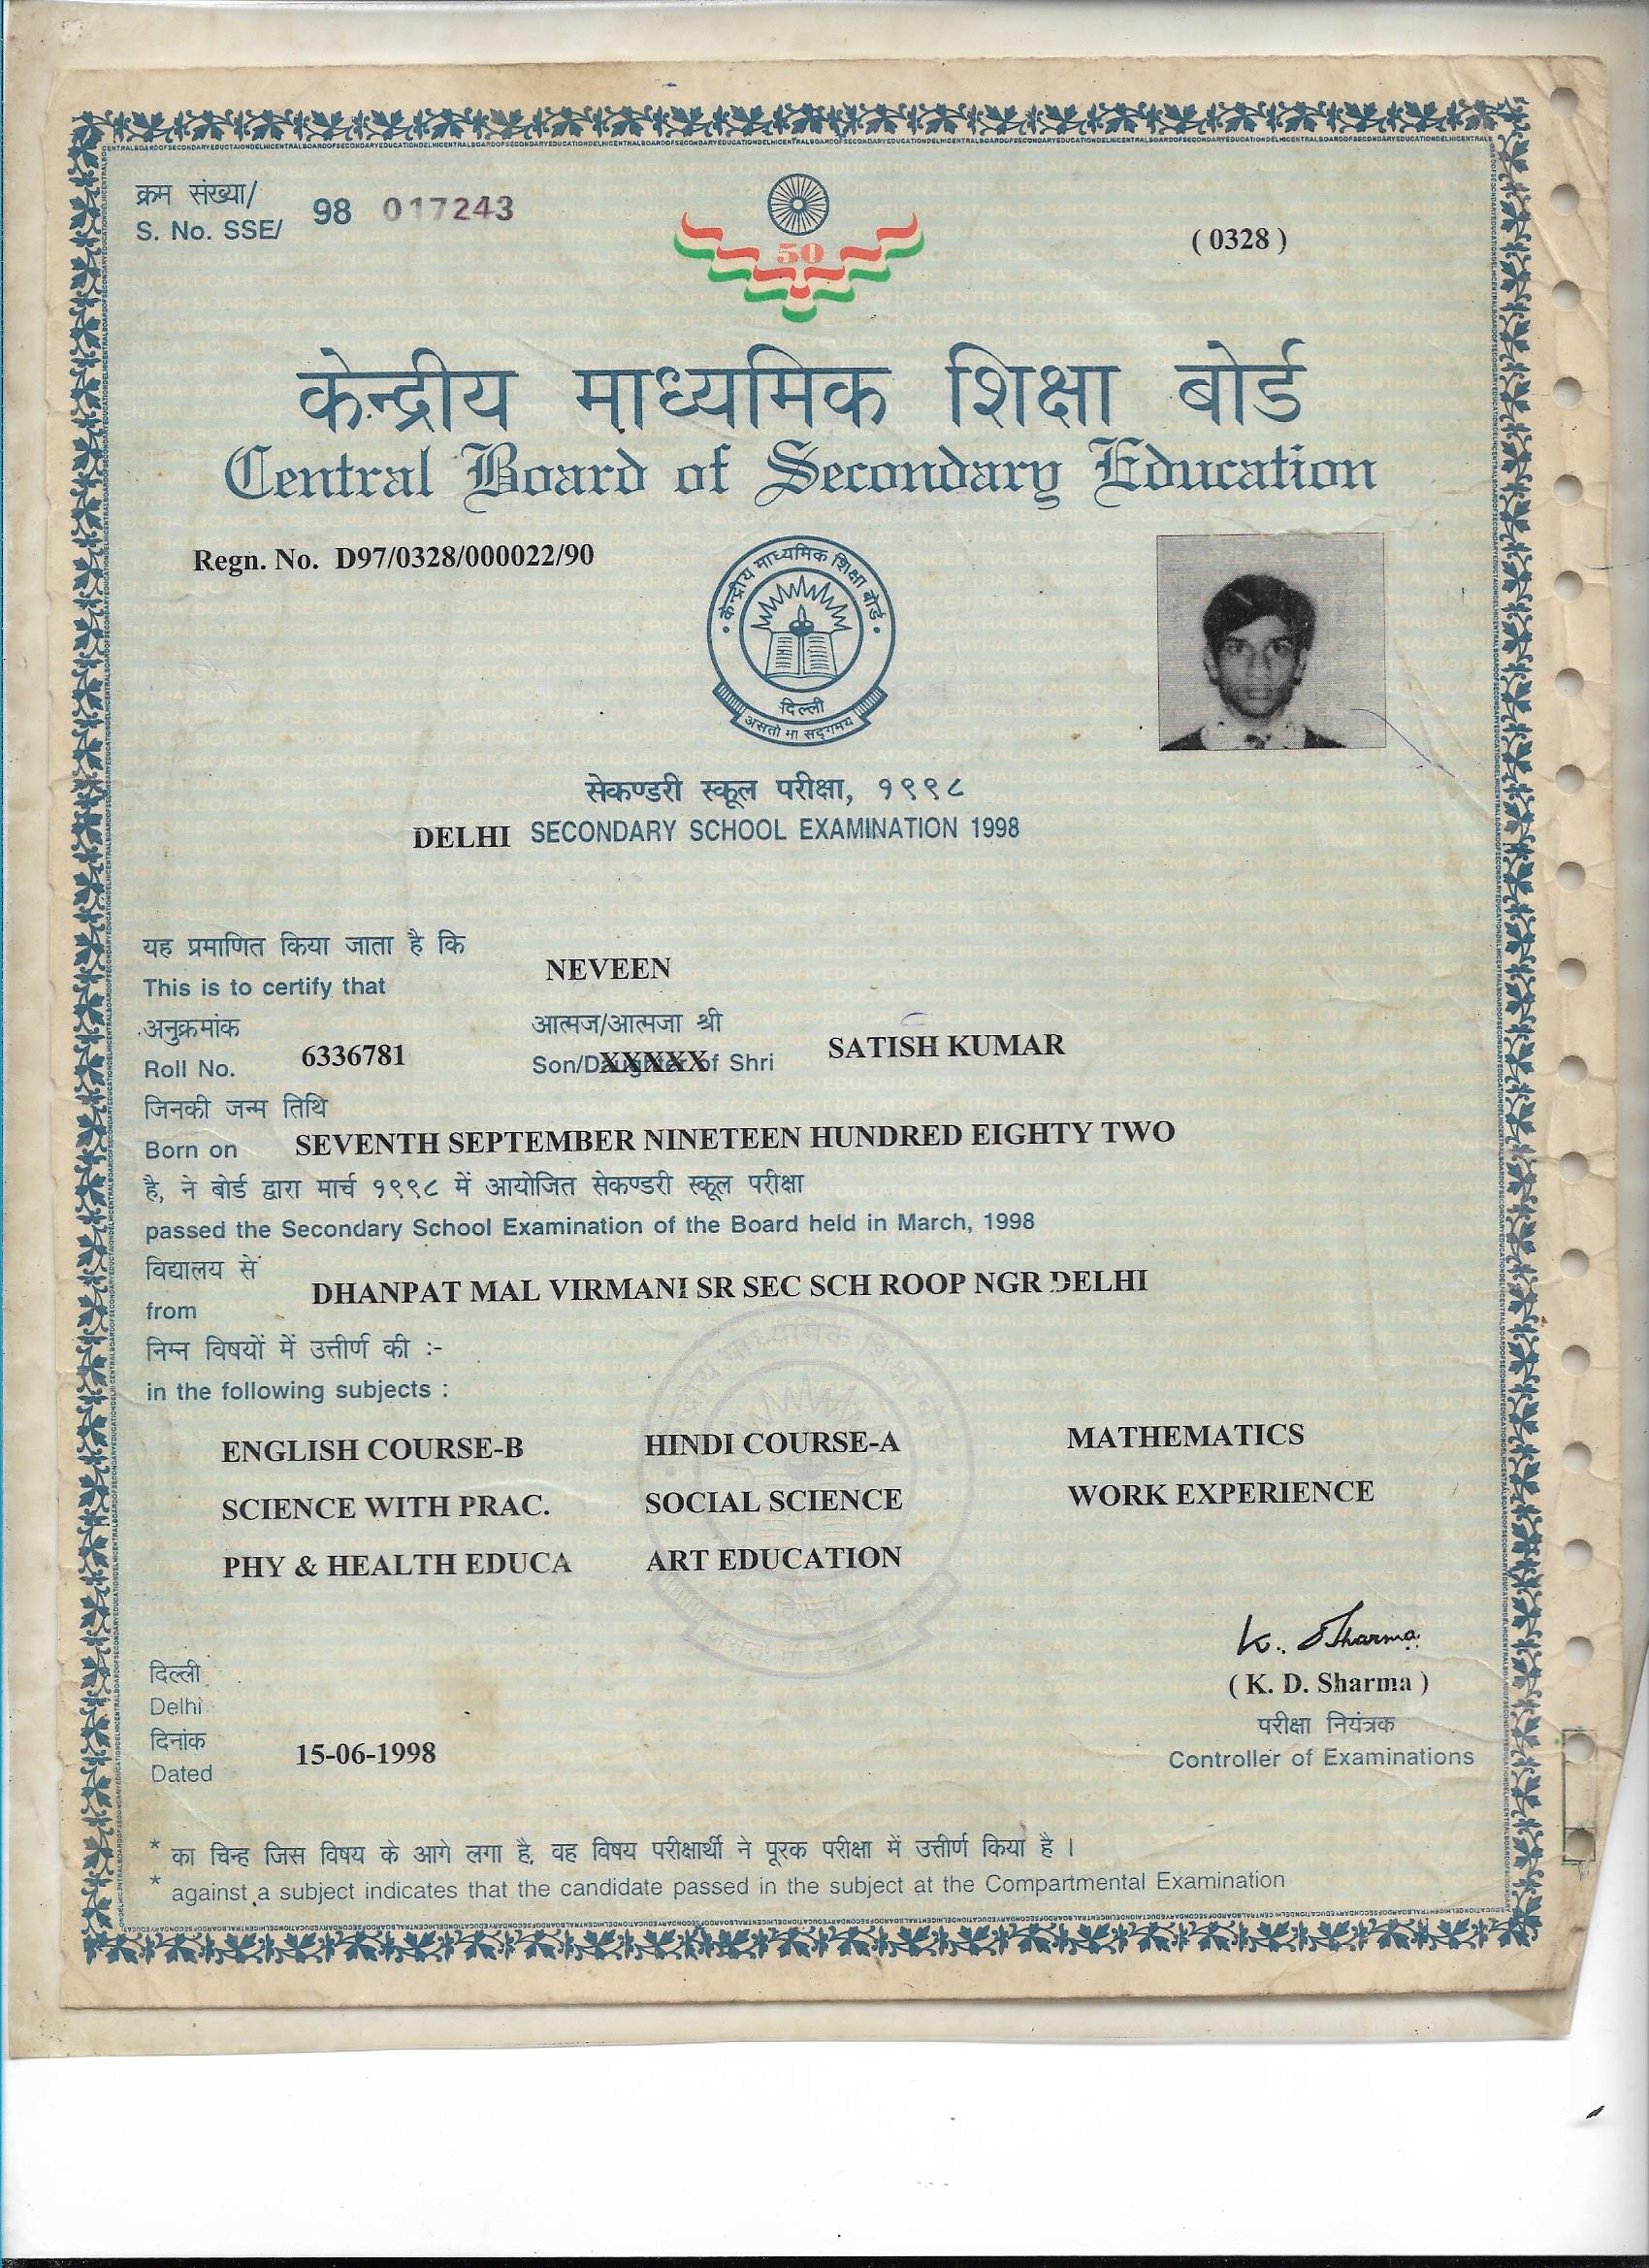 क्रम संख्या/
S. No. SSE/ 98 017243
50
( 0328 )
केन्द्रीय माध्यमिक शिक्षा बोर्ड
Central Board of Secondary Education
Regn. No. D97/0328/000022/90
केन्द्रीय माध्यमिक शिक्षा बोर्ड
दिल्ली
असतो मा सद्गमय
सेकण्डरी स्कूल परीक्षा, १९९८
DELHI SECONDARY SCHOOL EXAMINATION 1998
यह प्रमाणित किया जाता है कि
This is to certify that NEVEEN
अनुक्रमांक आत्मज/आत्मजा श्री
Roll No. 6336781 Son/Daughter of Shri SATISH KUMAR
जिनकी जन्म तिथि
Born on SEVENTH SEPTEMBER NINETEEN HUNDRED EIGHTY TWO
है, ने बोर्ड द्वारा मार्च १९९८ में आयोजित सेकण्डरी स्कूल परीक्षा
passed the Secondary School Examination of the Board held in March, 1998
विद्यालय से
from DHANPAT MAL VIRMANI SR SEC SCH ROOP NGR DELHI
निम्न विषयों में उत्तीर्ण की :-
in the following subjects :
ENGLISH COURSE-B HINDI COURSE-A MATHEMATICS
SCIENCE WITH PRAC. SOCIAL SCIENCE WORK EXPERIENCE
PHY & HEALTH EDUCA ART EDUCATION
K. Sharma
( K. D. Sharma )
दिल्ली
Delhi
परीक्षा नियंत्रक
Controller of Examinations
दिनांक
Dated 15-06-1998
* का चिन्ह जिस विषय के आगे लगा है, वह विषय परीक्षार्थी ने पूरक परीक्षा में उत्तीर्ण किया है ।
* against a subject indicates that the candidate passed in the subject at the Compartmental Examination